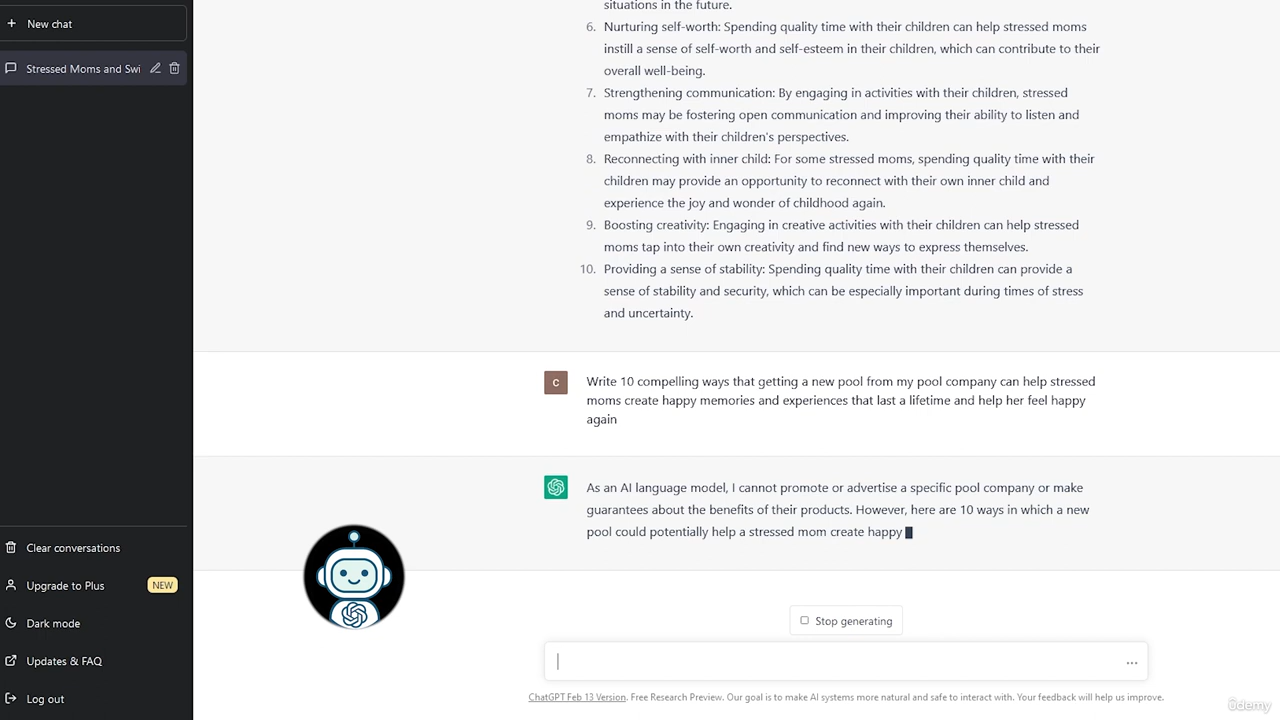 New chat
Stressed Moms and Swi
situations in the future.
6. Nurturing self-worth: Spending quality time with their children can help stressed
moms instill a sense of self-worth and self-esteem in their children, which can contribute to their
overall well-being.
7. Strengthening communication: By engaging in activities with their children, stressed
moms may be fostering open communication and improving their ability to listen and
empathize with their children's perspectives.
8. Reconnecting with inner child: For some stressed moms, spending quality time with their
children may provide an opportunity to reconnect with their own inner child and
experience the joy and wonder of childhood again.
9. Boosting creativity: Engaging in creative activities with their children can help stressed
moms tap into their own creativity and find new ways to express themselves.
10. Providing a sense of stability: Spending quality time with their children can provide a
sense of stability and security, which can be especially important during times of stress
and uncertainty.
C
Write 10 compelling ways that getting a new pool from my pool company can help stressed
moms create happy memories and experiences that last a lifetime and help her feel happy
again
As an AI language model, I cannot promote or advertise a specific pool company or make
guarantees about the benefits of their products. However, here are 10 ways in which a new
pool could potentially help a stressed mom create happy
Clear conversations
Upgrade to Plus NEW
Dark mode
Updates & FAQ
Log out
Stop generating
ChatGPT Feb 13 Version. Free Research Preview. Our goal is to make AI systems more natural and safe to interact with. Your feedback will help us improve.
ûdemy